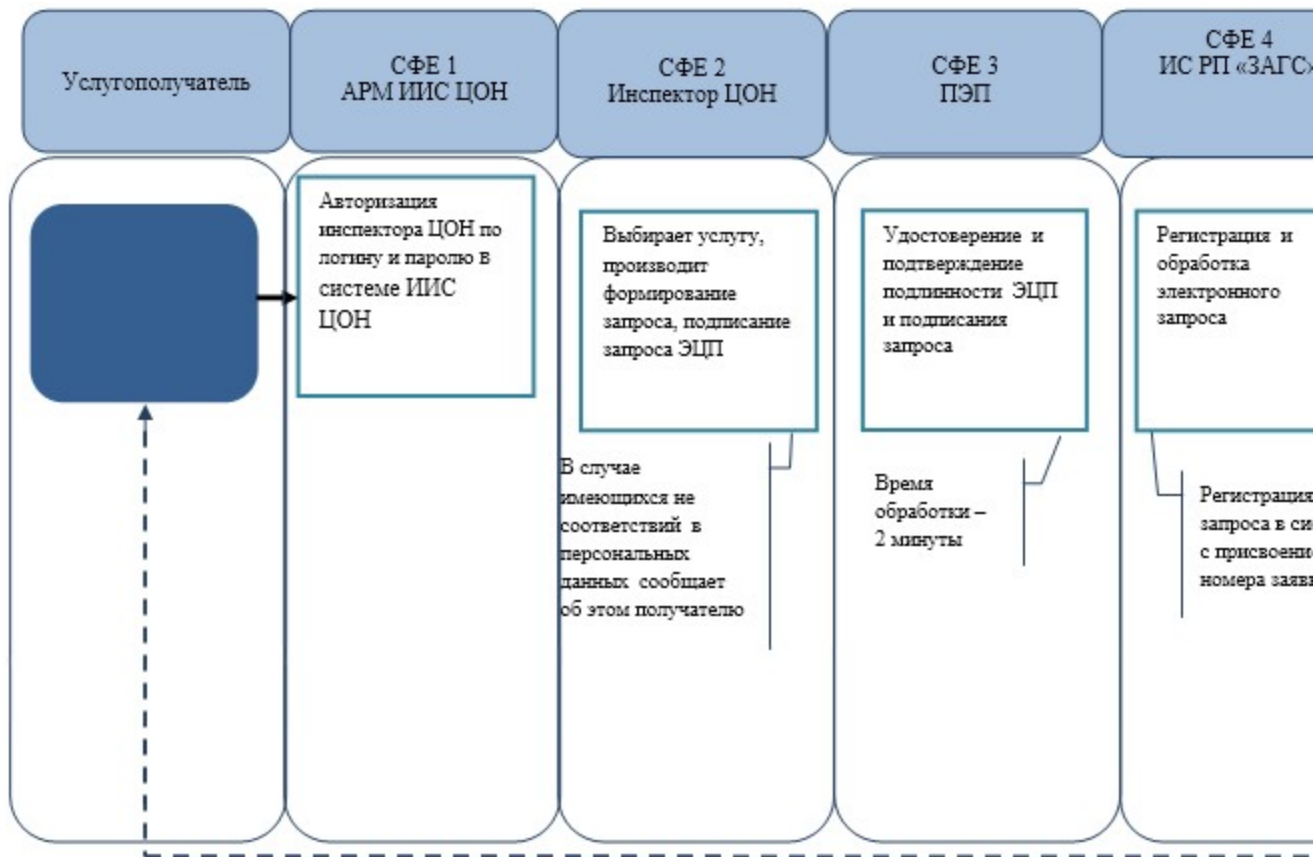 Услугополучатель
СФЕ 1
АРМ ИИС ЦОН
СФЕ 2
Инспектор ЦОН
СФЕ 3
ПЭП
СФЕ 4
ИС РП «ЗАГС»
Авторизация
инспектора ЦОН по
логину и паролю в
системе ИИС
ЦОН
Выбирает услугу,
производит
формирование
запроса, подписание
запроса ЭЦП
В случае
имеющихся не
соответствий в
персональных
данных сообщает
об этом получателю
Удостоверение и
подтверждение
подлинности ЭЦП
и подписания
запроса
Время
обработки –
2 минуты
Регистрация и
обработка
электронного
запроса
Регистрация
запроса в
с
номера